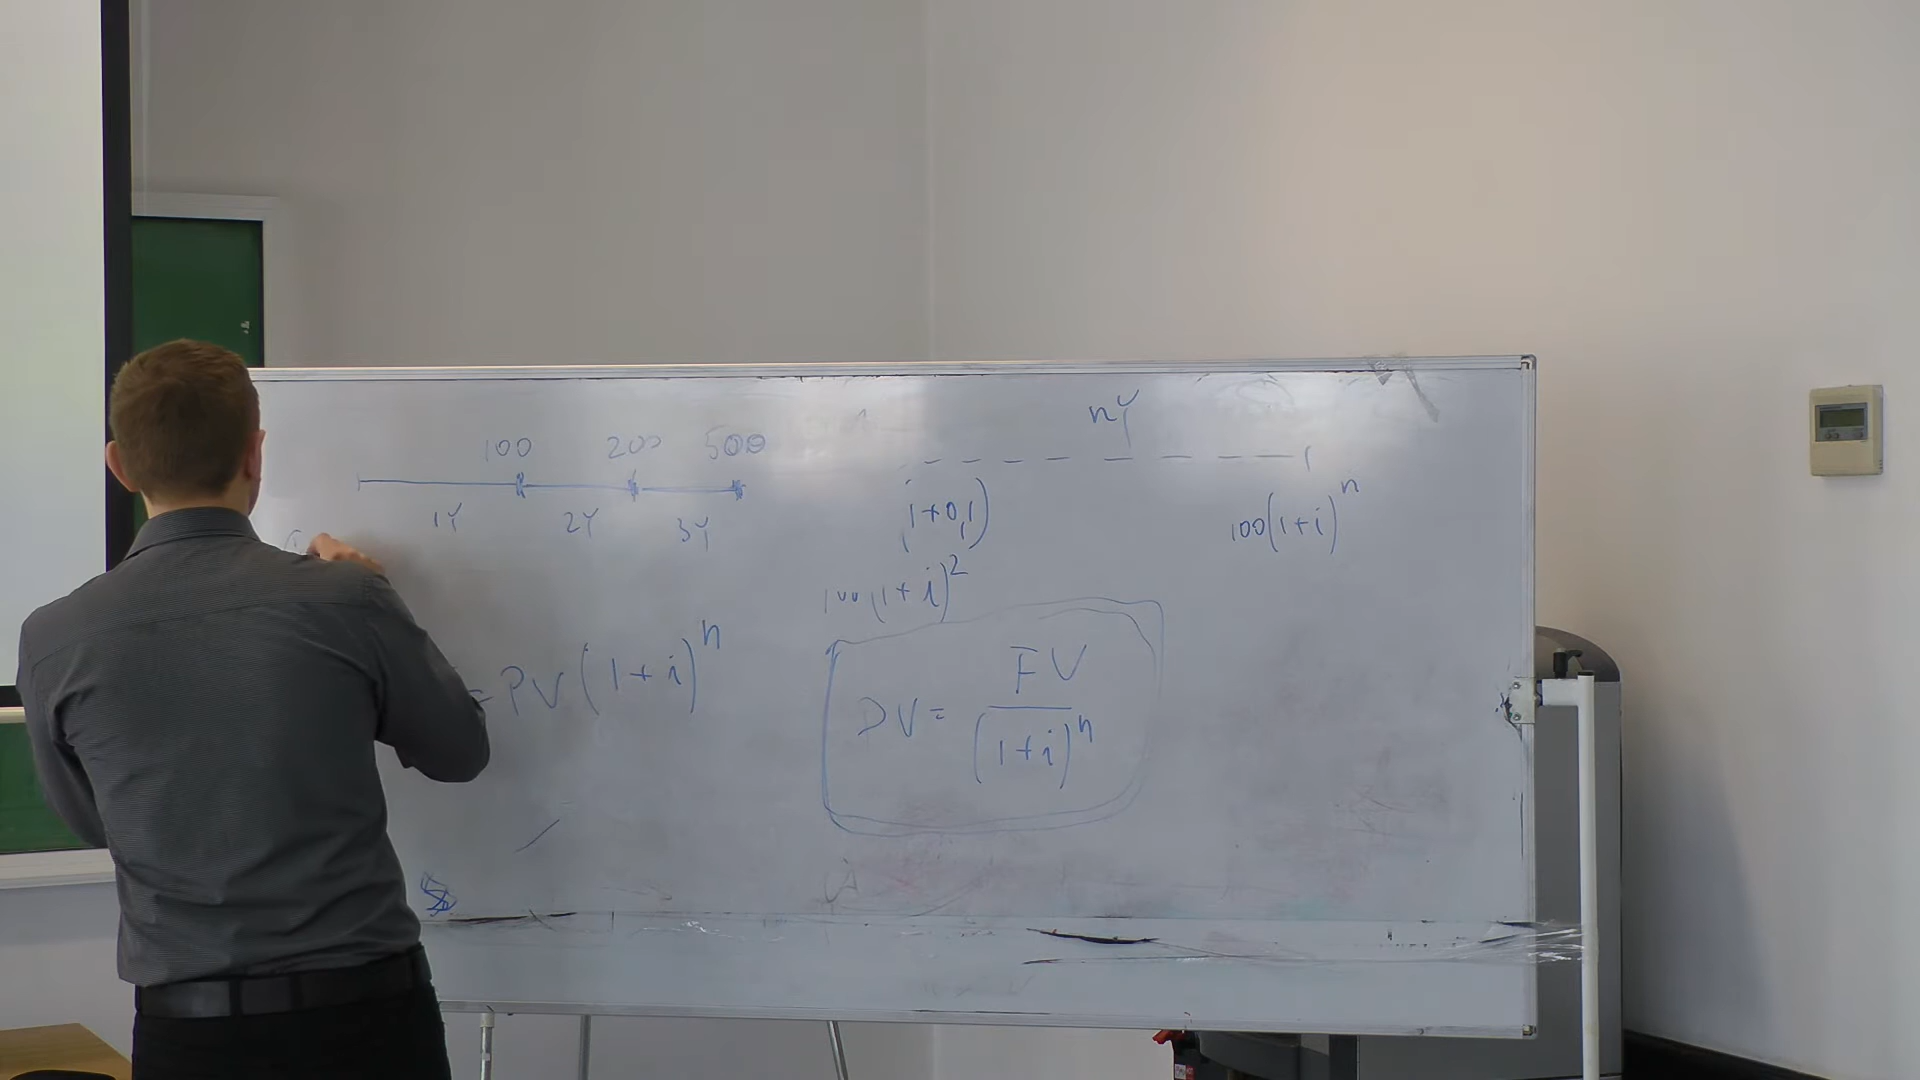 100 200 500
1Y 2Y 3Y
nY
(1+0,1)
100(1+i)^n
100(1+i)^2
=PV(1+i)^n
DV= FV
(1+i)^n